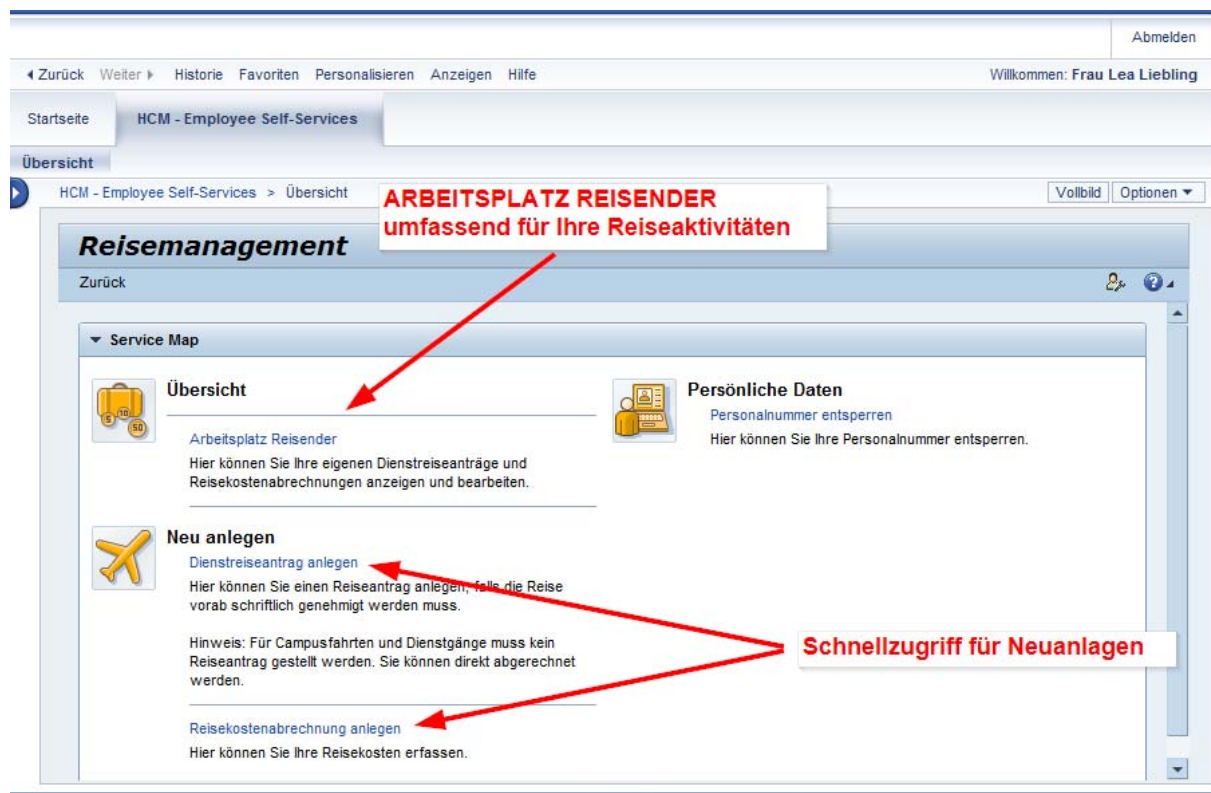 Abmelden
Zurück Weiter Historie Favoriten Personalisieren Anzeigen Hilfe Willkommen: Frau Lea Liebling
Startseite HCM - Employee Self-Services
Übersicht
HCM - Employee Self-Services > Übersicht Vollbild Optionen
ARBEITSPLATZ REISENDER
umfassend für Ihre Reiseaktivitäten
Reisemanagement
Zurück
Service Map
Übersicht
Arbeitsplatz Reisender
Hier können Sie Ihre eigenen Dienstreiseanträge und
Reisekostenabrechnungen anzeigen und bearbeiten.
Persönliche Daten
Personalnummer entsperren
Hier können Sie Ihre Personalnummer entsperren.
Neu anlegen
Dienstreiseantrag anlegen
Hier können Sie einen Reiseantrag anlegen, falls die Reise
vorab schriftlich genehmigt werden muss.
Hinweis: Für Campusfahrten und Dienstgänge muss kein
Reiseantrag gestellt werden. Sie können direkt abgerechnet
werden.
Schnellzugriff für Neuanlagen
Reisekostenabrechnung anlegen
Hier können Sie Ihre Reisekosten erfassen.